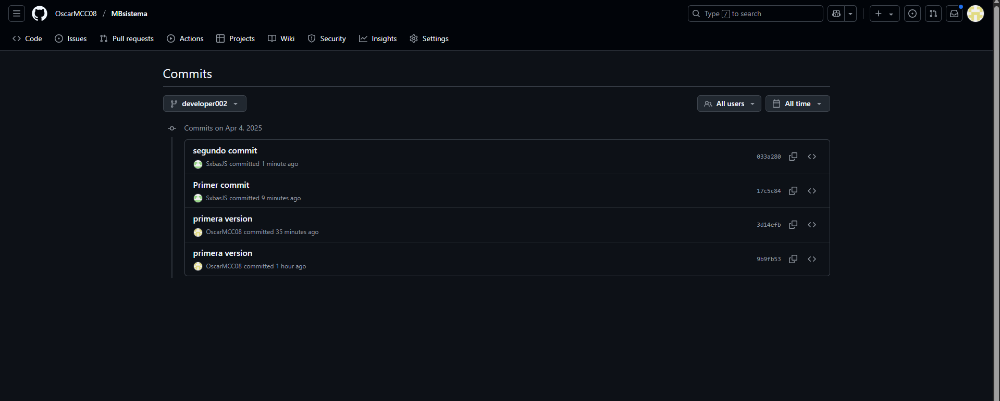 OscarMCC08 / MBsistema
Type / to search
Code Issues Pull requests Actions Projects Wiki Security Insights Settings
Commits
developer002
All users All time
Commits on Apr 4, 2025
segundo commit
SxbasJS committed 1 minute ago
033a280
Primer commit
SxbasJS committed 9 minutes ago
17c5c84
primera version
OscarMCC08 committed 35 minutes ago
3d14efb
primera version
OscarMCC08 committed 1 hour ago
9b9fb53